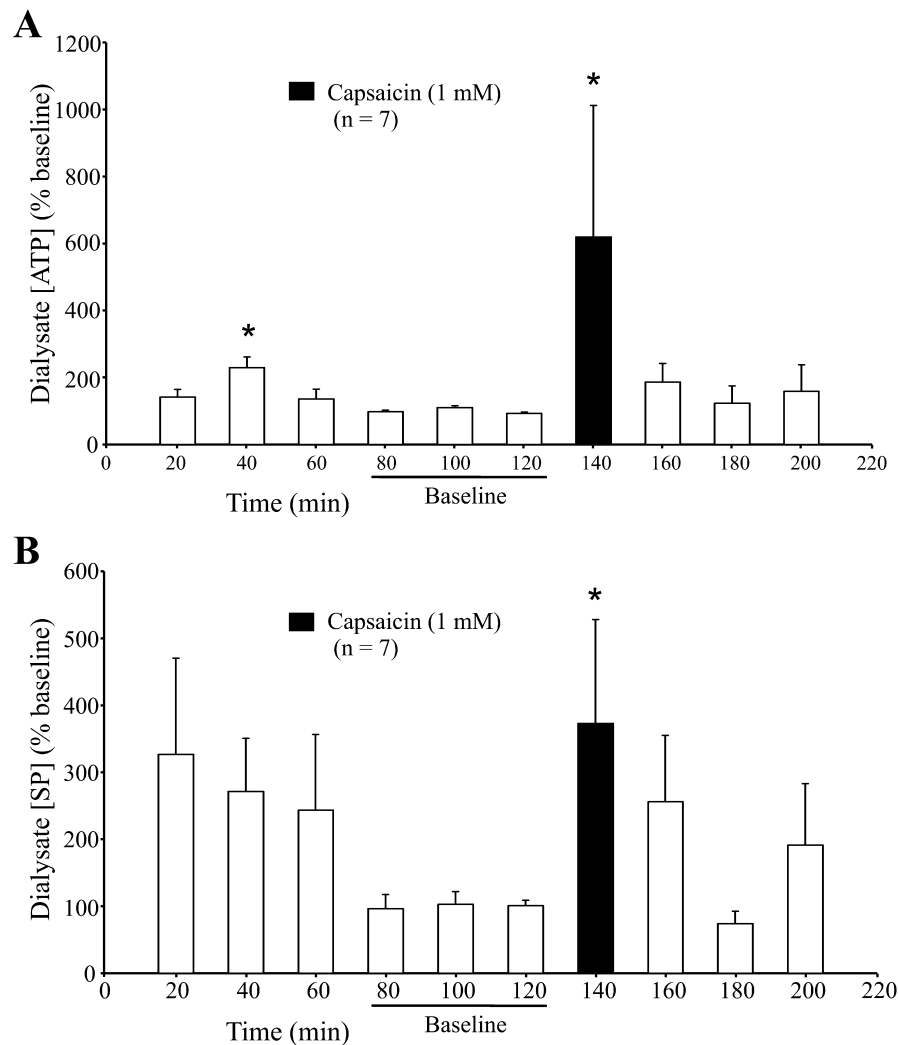 A
Dialysate [ATP] (% baseline)
1200
1000
800
600
400
200
0
*
*
Capsaicin (1 mM)
(n = 7)
0 20 40 60 80 100 120 140 160 180 200 220
Time (min)
Baseline
B
Dialysate [SP] (% baseline)
600
500
400
300
200
100
0
*
Capsaicin (1 mM)
(n = 7)
0 20 40 60 80 100 120 140 160 180 200 220
Time (min)
Baseline